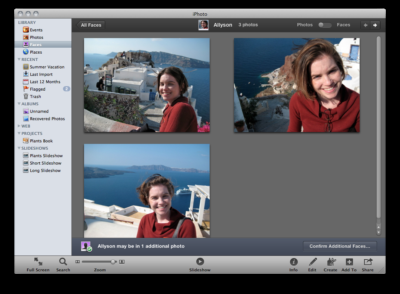 iPhoto
LIBRARY
Events
Photos
Faces
Places
RECENT
Summer Vacation
Last Import
Last 12 Months
Flagged
Trash
ALBUMS
Unnamed
Recovered Photos
WEB
PROJECTS
Plants Book
SLIDESHOWS
Plants Slideshow
Short Slideshow
Long Slideshow
All Faces
Allyson 3 photos
Photos Faces
Allyson may be in 1 additional photo
Confirm Additional Faces...
Full Screen Search Zoom Slideshow Info Edit Create Add To Share